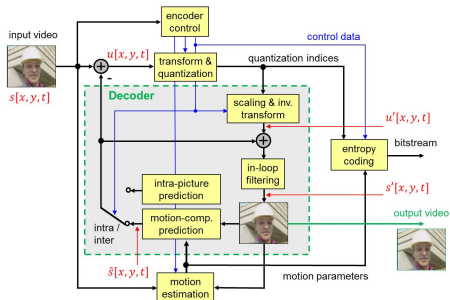 input video
encoder
control
control data
u[x, y, t]
transform &
quantization
quantization indices
s[x, y, t]
-
Decoder
scaling & inv.
transform
u′[x, y, t]
entropy
coding
bitstream
in-loop
filtering
intra-picture
prediction
s′[x, y, t]
output video
intra /
inter
motion-comp.
prediction
ŝ[x, y, t]
motion
estimation
motion parameters